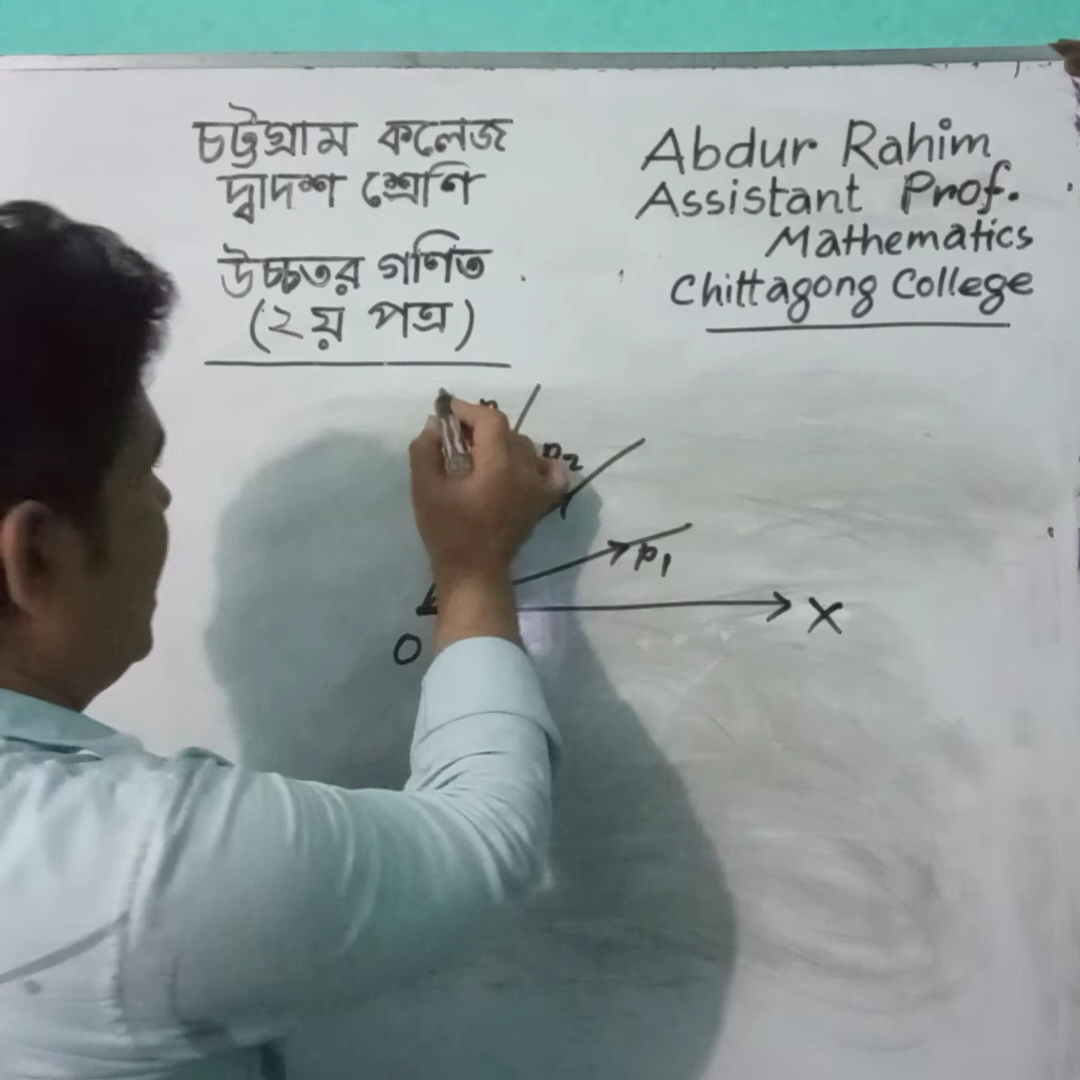 চট্টগ্রাম কলেজ
দ্বাদশ শ্রেণি
উচ্চতর গণিত
(২য় পত্র)
Abdur Rahim
Assistant Prof.
Mathematics
Chittagong College
P2
P1
X
O